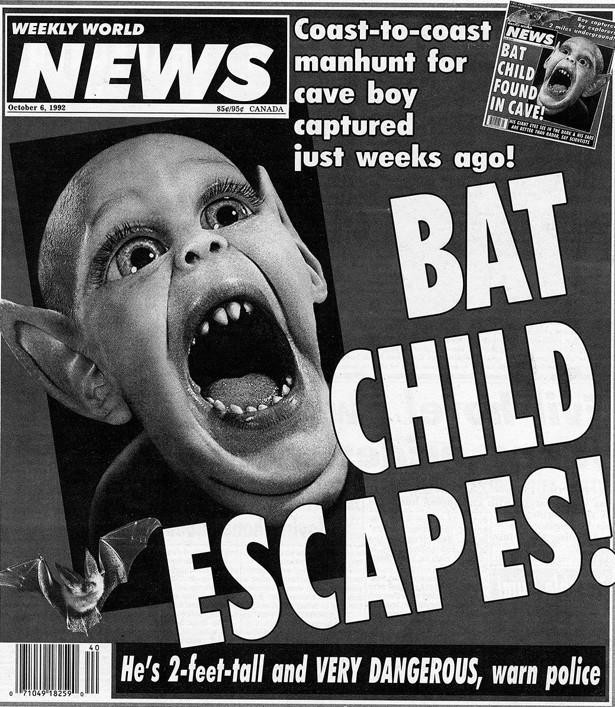 WEEKLY WORLD
NEWS
October 6, 1992 85¢/95¢ CANADA
Coast-to-coast
manhunt for
cave boy
captured
just weeks ago!
Boy captured
by explorers
2 miles underground!
NEWS
BAT
CHILD
FOUND
IN CAVE!
HIS GIANT EYES SEE IN THE DARK & HIS EARS
ARE BETTER THAN RADAR, SAY SCIENTISTS
BAT
CHILD
ESCAPES!
40
0 71049 18259 0
He's 2-feet-tall and VERY DANGEROUS, warn police